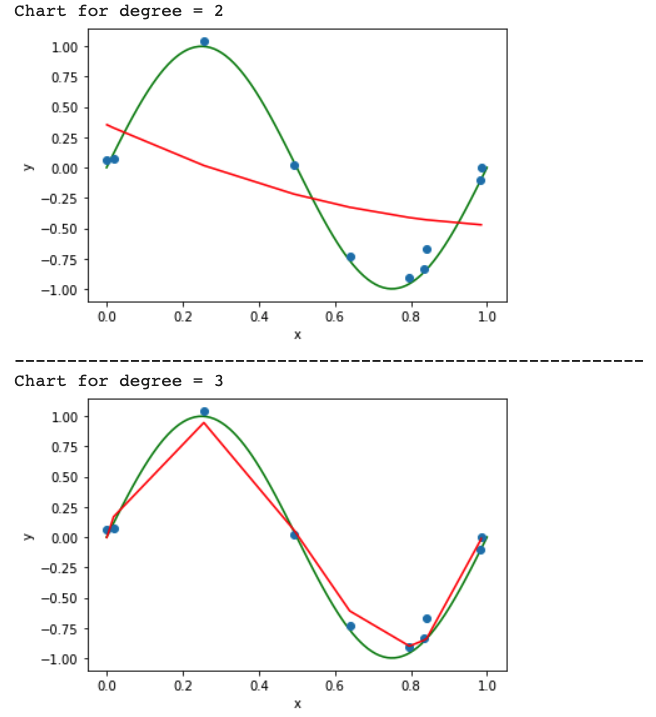 Chart for degree = 2
1.00
0.75
0.50
0.25
0.00
−0.25
−0.50
−0.75
−1.00
y
0.0 0.2 0.4 0.6 0.8 1.0
x
------------------------------------------------------------
Chart for degree = 3
1.00
0.75
0.50
0.25
0.00
−0.25
−0.50
−0.75
−1.00
y
0.0 0.2 0.4 0.6 0.8 1.0
x